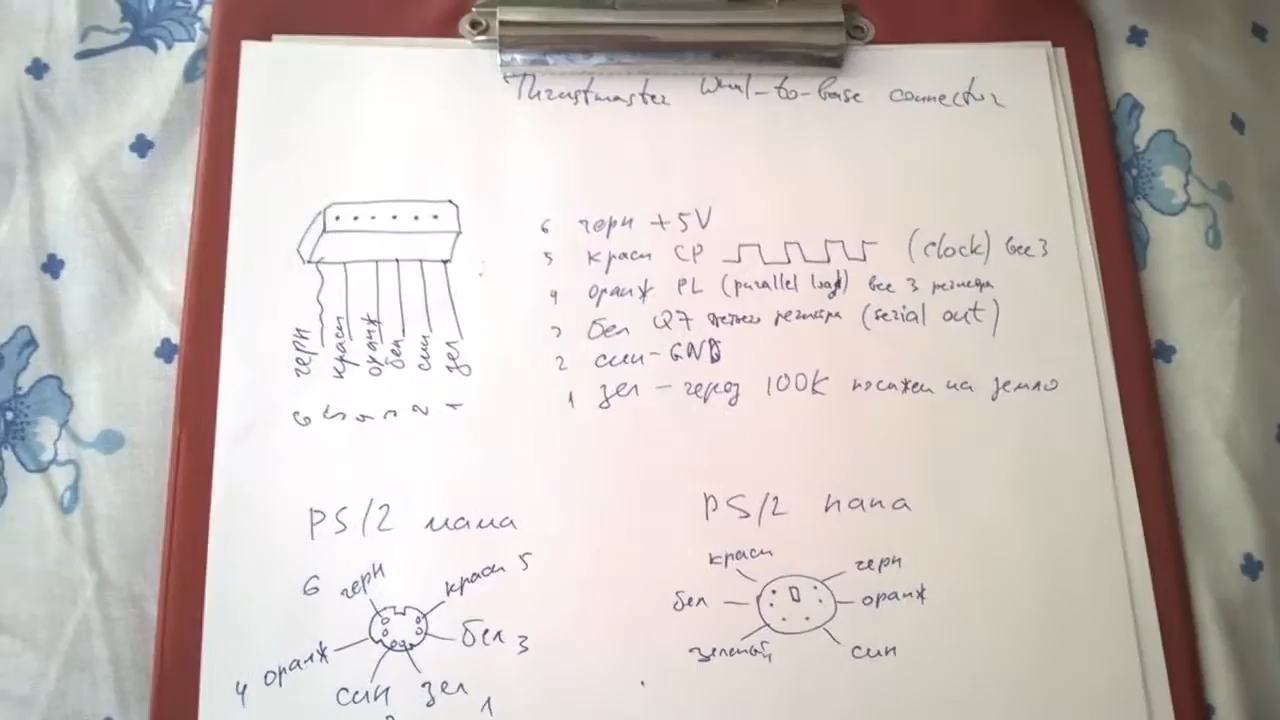 Thrustmaster wheel-to-base connector
6 черн +5V
5 красн CP (clock) все 3
4 оранж PL (parallel load) все 3 регистра
3 бел Q7 третьего регистра (serial out)
2 син - GND
1 зел - через 100K посажен на землю
черн красн оранж бел син зел
6 5 4 3 2 1
PS/2 мама
6 черн
красн 5
бел 3
4 оранж
син
зел 1
PS/2 папа
красн
черн
бел
оранж
зеленый
син